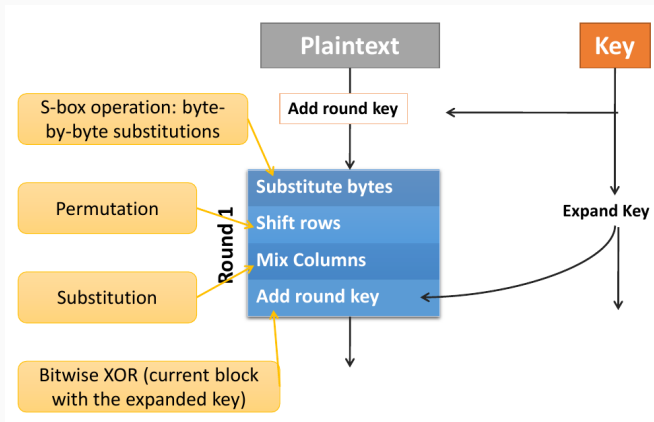 Plaintext
Key
S-box operation: byte-
by-byte substitutions
Add round key
Permutation
Substitution
Bitwise XOR (current block
with the expanded key)
Round 1
Substitute bytes
Shift rows
Mix Columns
Add round key
Expand Key